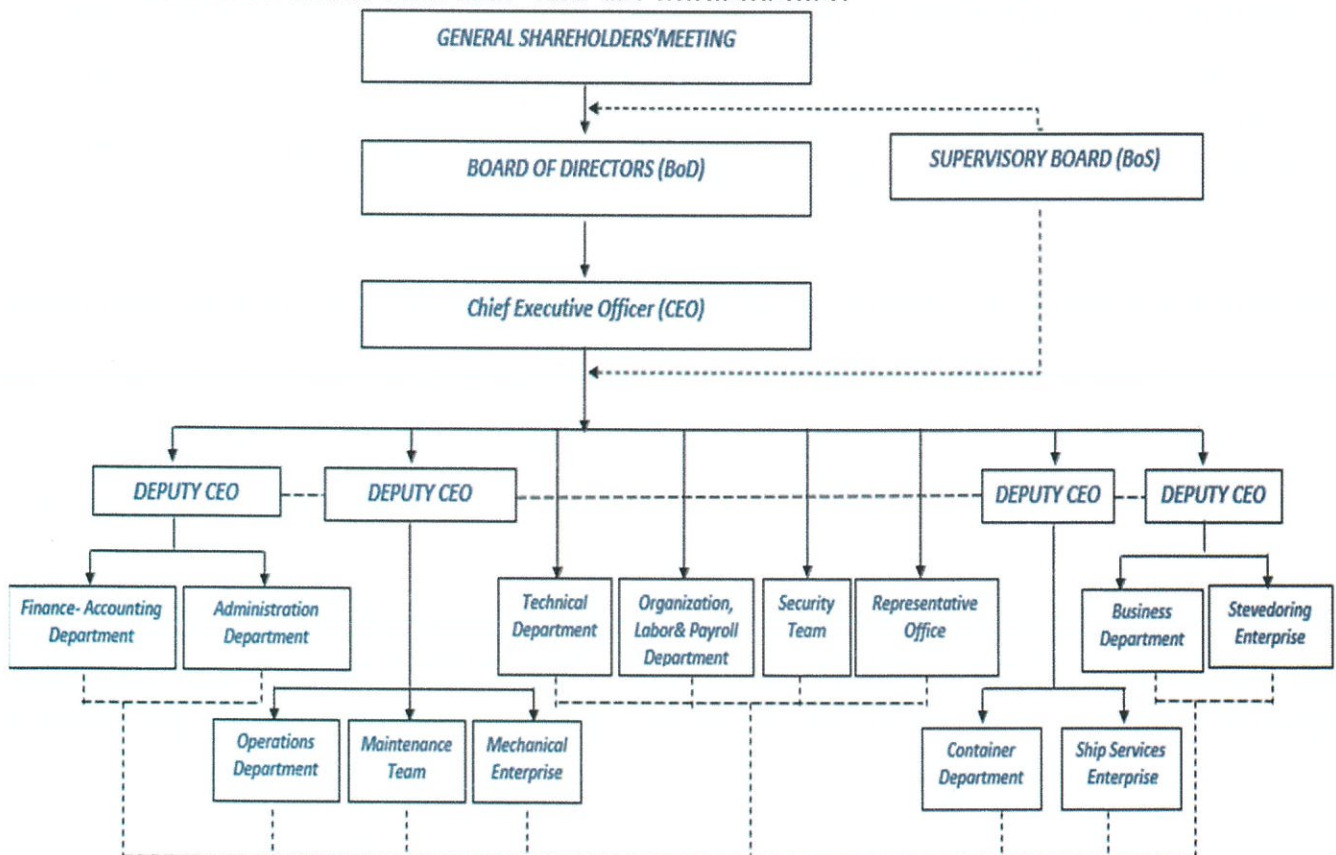 GENERAL SHAREHOLDERS'MEETING
BOARD OF DIRECTORS (BoD)
SUPERVISORY BOARD (BoS)
Chief Executive Officer (CEO)
DEPUTY CEO
DEPUTY CEO
DEPUTY CEO
DEPUTY CEO
Finance- Accounting
Department
Administration
Department
Technical
Department
Organization,
Labor& Payroll
Department
Security
Team
Representative
Office
Business
Department
Stevedoring
Enterprise
Operations
Department
Maintenance
Team
Mechanical
Enterprise
Container
Department
Ship Services
Enterprise